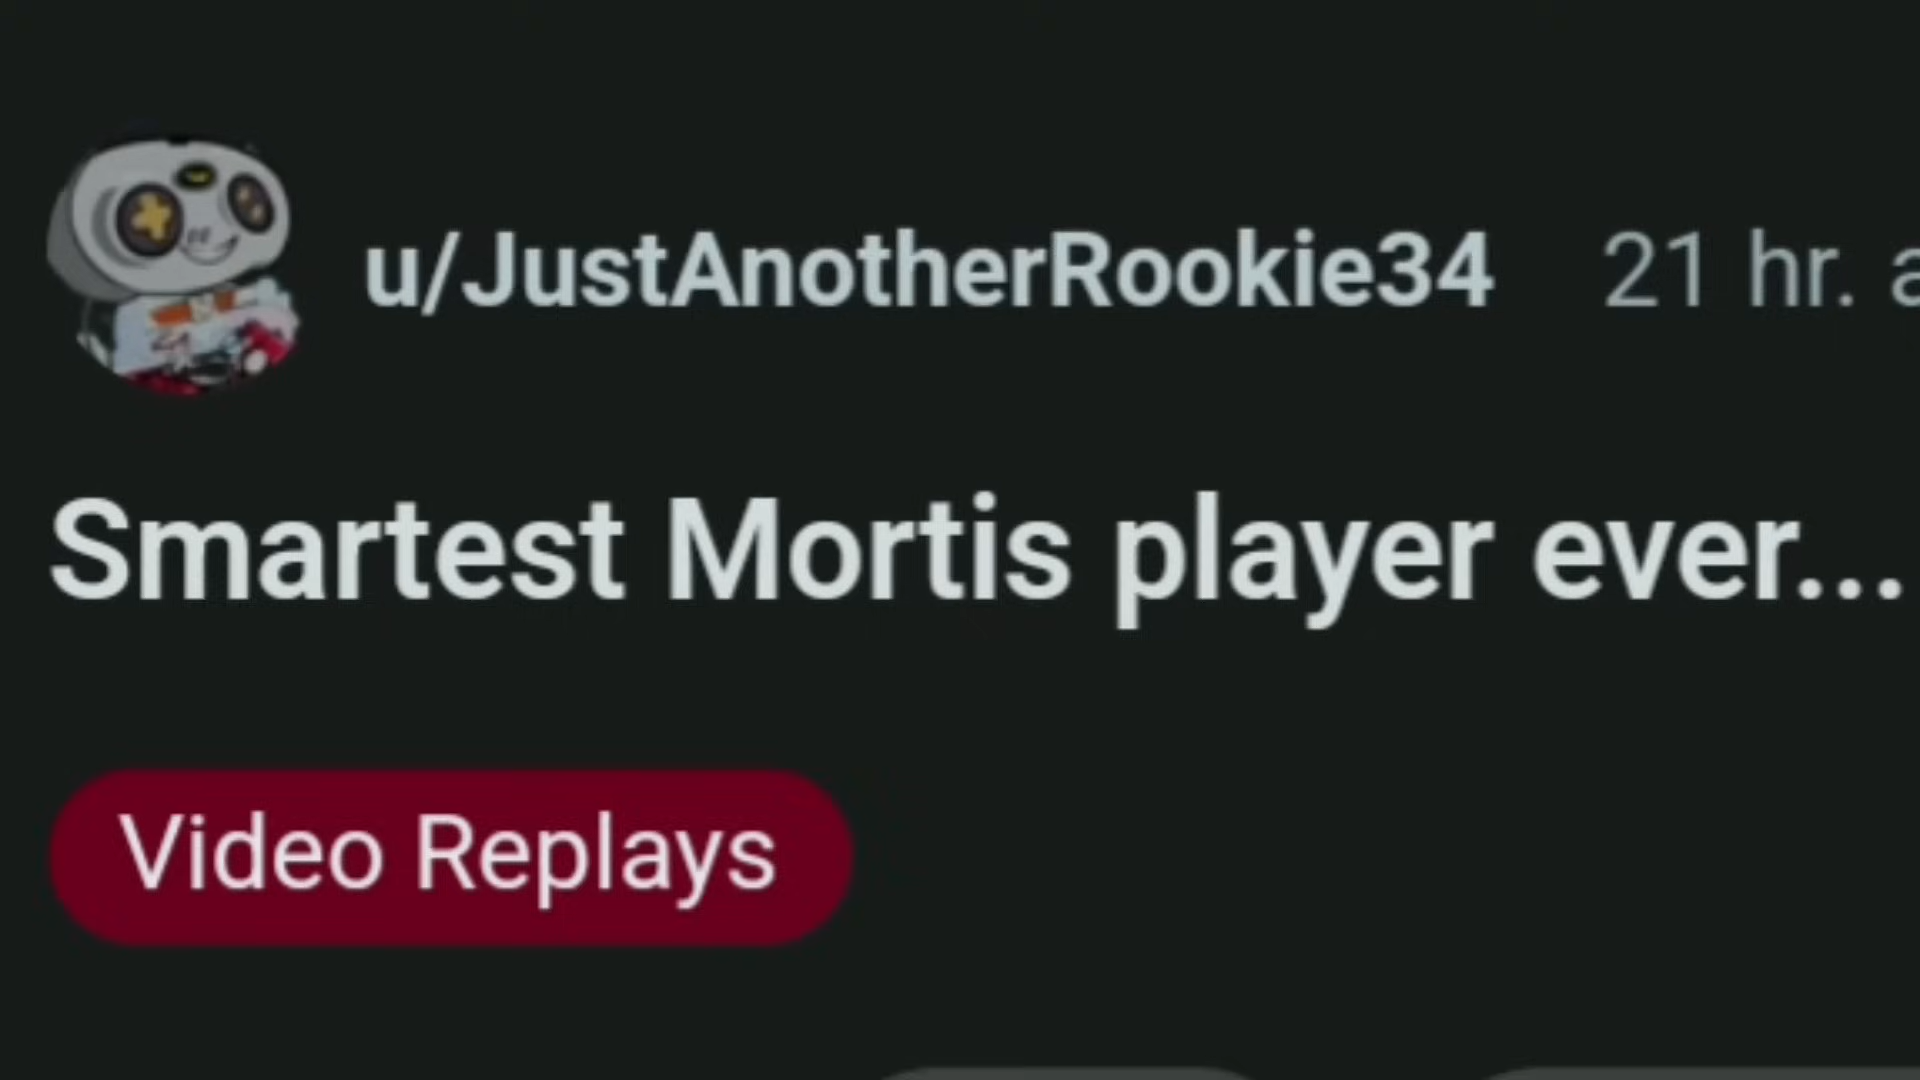 u/JustAnotherRookie34 21 hr. a
Smartest Mortis player ever...
Video Replays